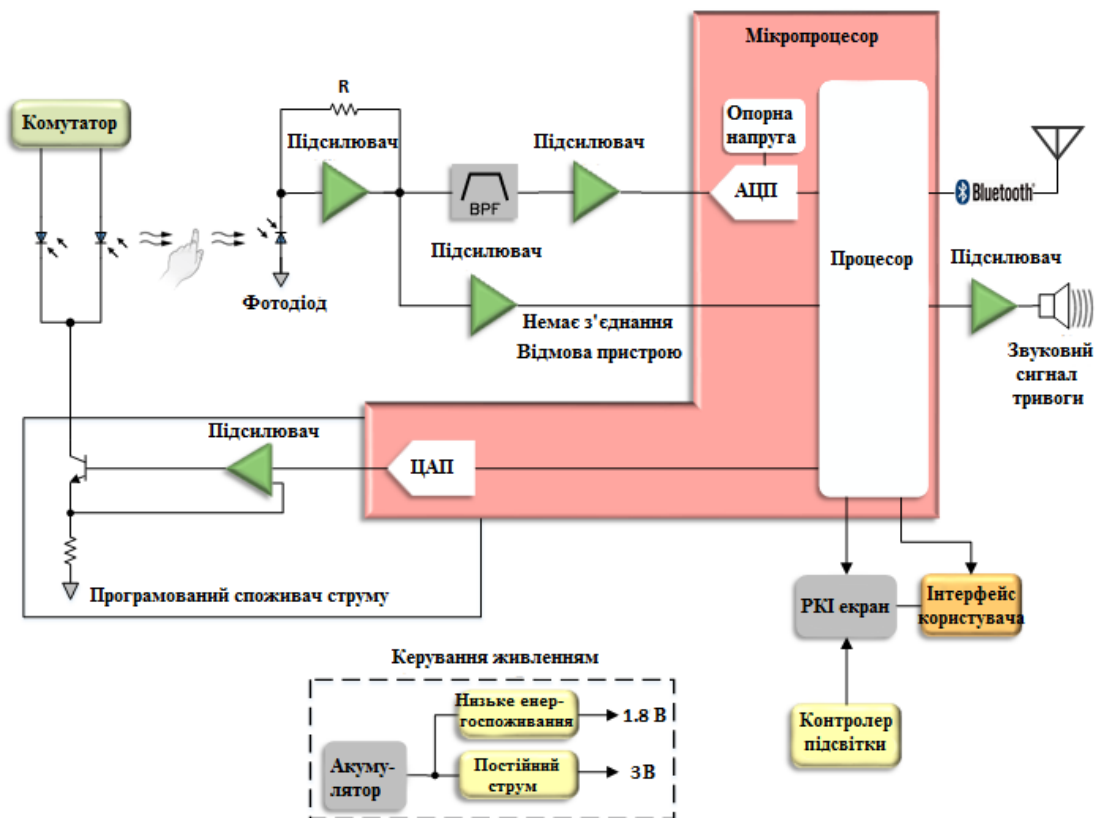 Мікропроцесор
R
Комутатор
Підсилювач
Підсилювач
Опорна
напруга
BPF
АЦП
Bluetooth®
Процесор
Підсилювач
Підсилювач
Фотодіод
Немає з'єднання
Відмова пристрою
Звуковий
сигнал
тривоги
Підсилювач
ЦАП
Програмований споживач струму
РКІ екран
Інтерфейс
користувача
Контролер
підсвітки
Керування живленням
Низьке енер-
госпоживання
1.8 В
Акуму-
лятор
Постійний
струм
3В